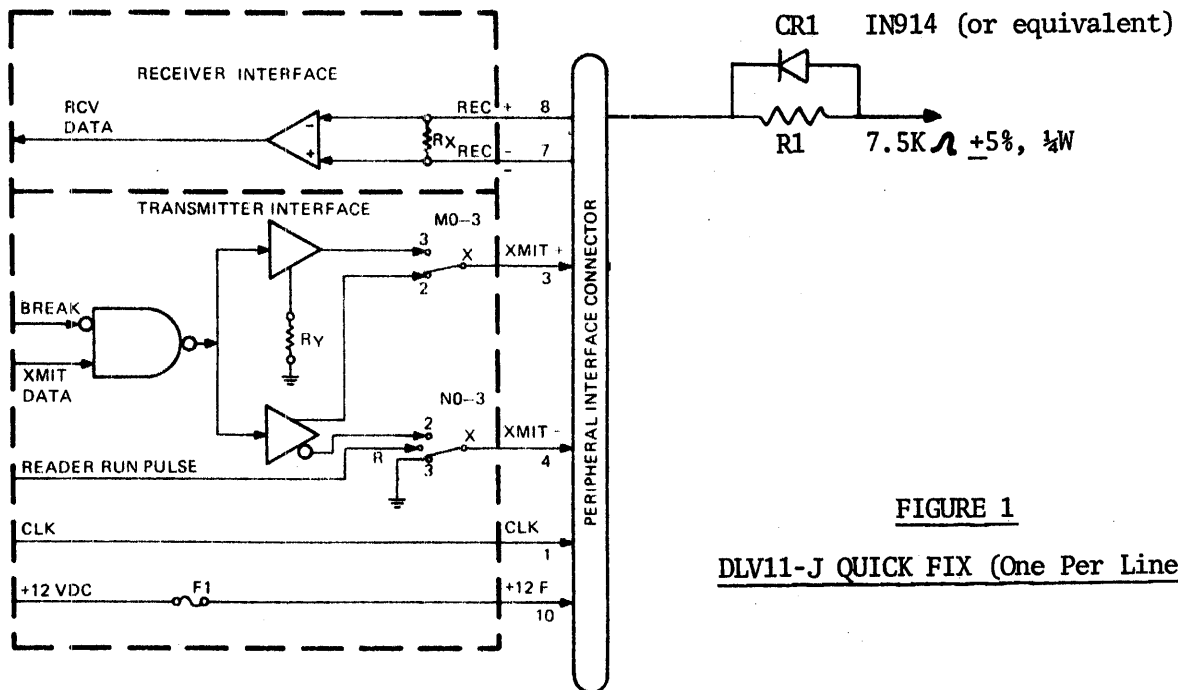 CR1 IN914 (or equivalent)
R1 7.5K Ω ±5%, ¼W
RECEIVER INTERFACE
RCV
DATA
REC + 8
RX
REC - 7
TRANSMITTER INTERFACE
M0–3
3
X
XMIT +
3
2
BREAK
RY
XMIT
DATA
N0–3
2
X
XMIT -
R
3
4
READER RUN PULSE
CLK
CLK
1
+12 VDC
F1
+12 F
10
PERIPHERAL INTERFACE CONNECTOR
FIGURE 1
DLV11-J QUICK FIX (One Per Line